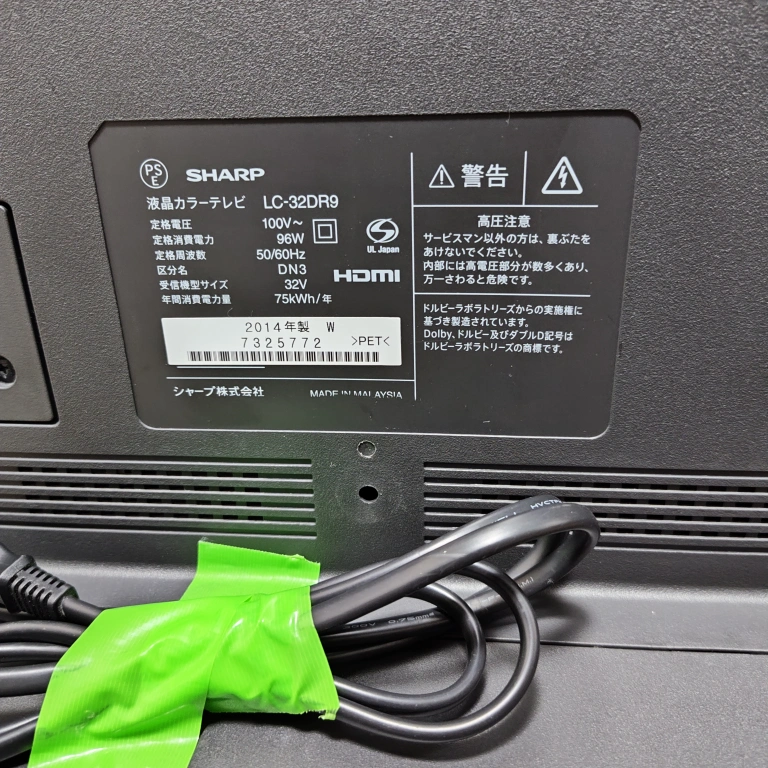 PS
E
SHARP
液晶カラーテレビ LC-32DR9
定格電圧 100V～
定格消費電力 96W
定格周波数 50/60Hz
区分名 DN3
受信機型サイズ 32V
年間消費電力量 75kWh/年
UL Japan
HDMI
2014年製 W
7325772 >PET<
シャープ株式会社 MADE IN MALAYSIA
警告
高圧注意
サービスマン以外の方は、裏ぶたを
あけないでください。
内部には高電圧部分が数多くあり、
万一さわると危険です。
ドルビーラボラトリーズからの実施権に
基づき製造されています。
Dolby、ドルビー及びダブルD記号は
ドルビーラボラトリーズの商標です。
HVCTF
0.75mm²